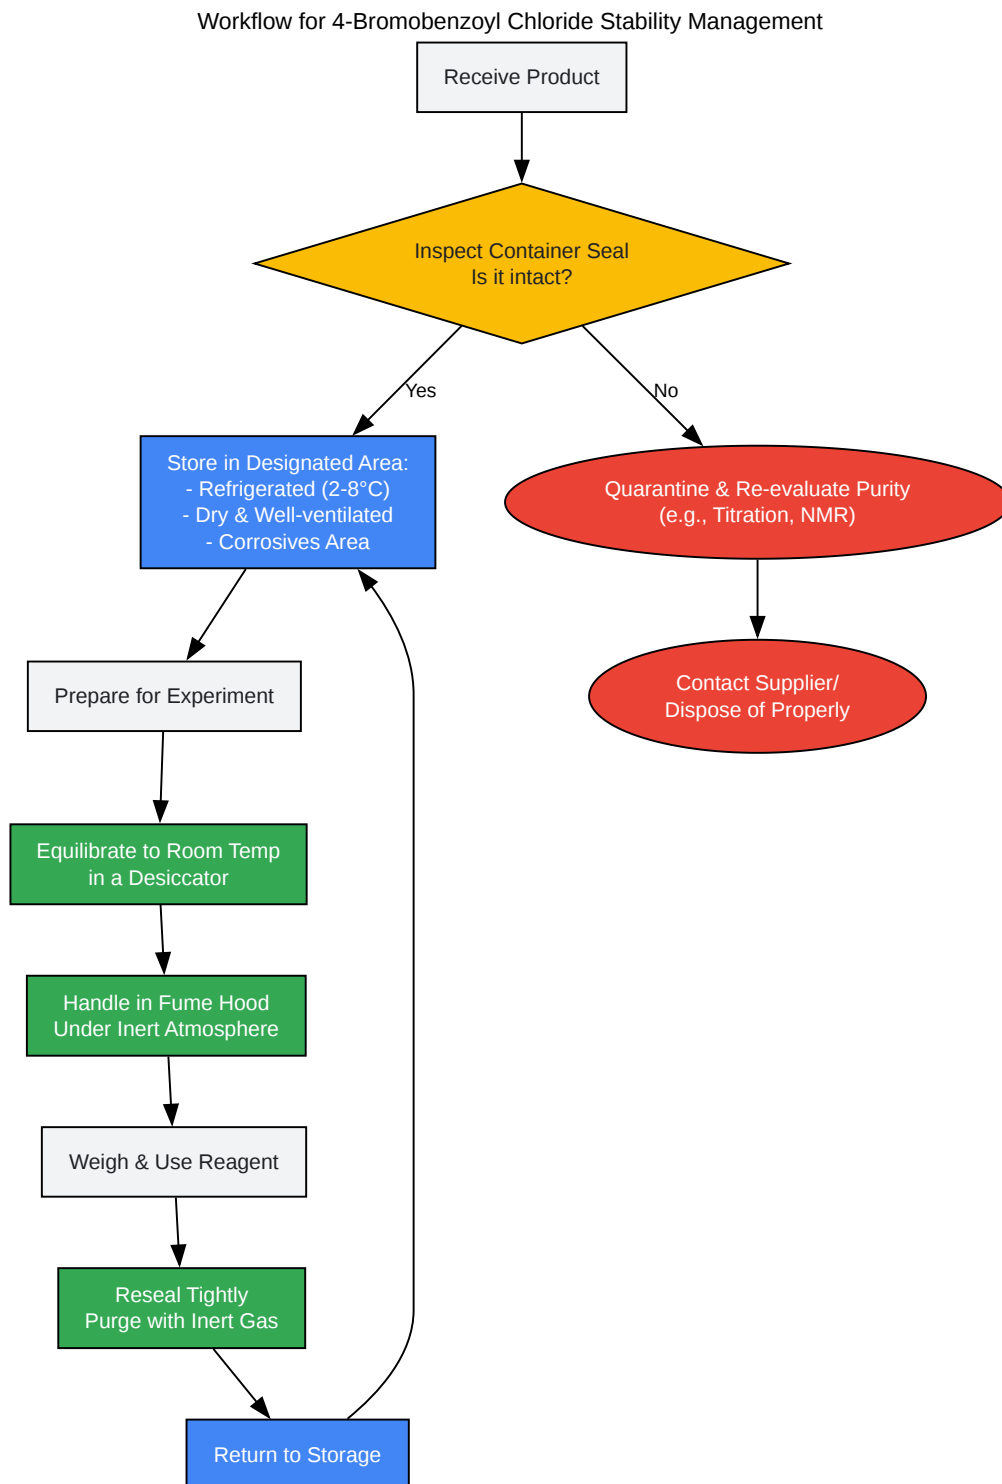 Workflow for 4-Bromobenzoyl Chloride Stability Management
Receive Product
Inspect Container Seal
Is it intact?
Yes
No
Store in Designated Area:
- Refrigerated (2-8°C)
- Dry & Well-ventilated
- Corrosives Area
Quarantine & Re-evaluate Purity
(e.g., Titration, NMR)
Prepare for Experiment
Contact Supplier/
Dispose of Properly
Equilibrate to Room Temp
in a Desiccator
Handle in Fume Hood
Under Inert Atmosphere
Weigh & Use Reagent
Reseal Tightly
Purge with Inert Gas
Return to Storage